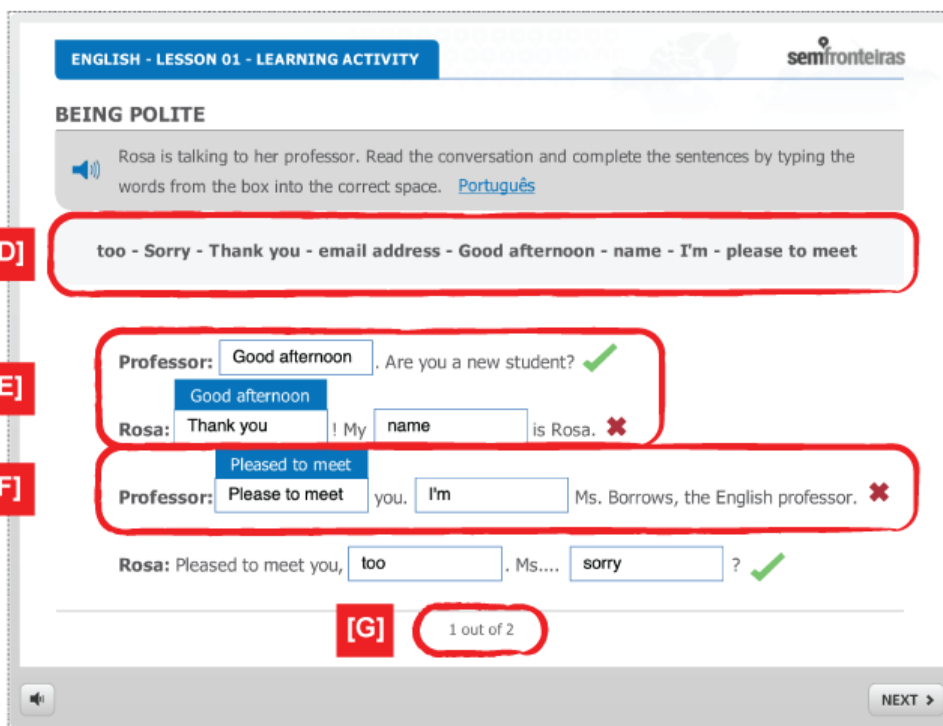 ENGLISH - LESSON 01 - LEARNING ACTIVITY
semfronteiras
BEING POLITE
Rosa is talking to her professor. Read the conversation and complete the sentences by typing the
words from the box into the correct space. Português
D]
too - Sorry - Thank you - email address - Good afternoon - name - I'm - please to meet
E]
Professor: Good afternoon . Are you a new student?
Good afternoon
Rosa: Thank you ! My name is Rosa.
F]
Pleased to meet
Professor: Please to meet you. I'm Ms. Borrows, the English professor.
Rosa: Pleased to meet you, too . Ms.... sorry ?
[G] 1 out of 2
NEXT >